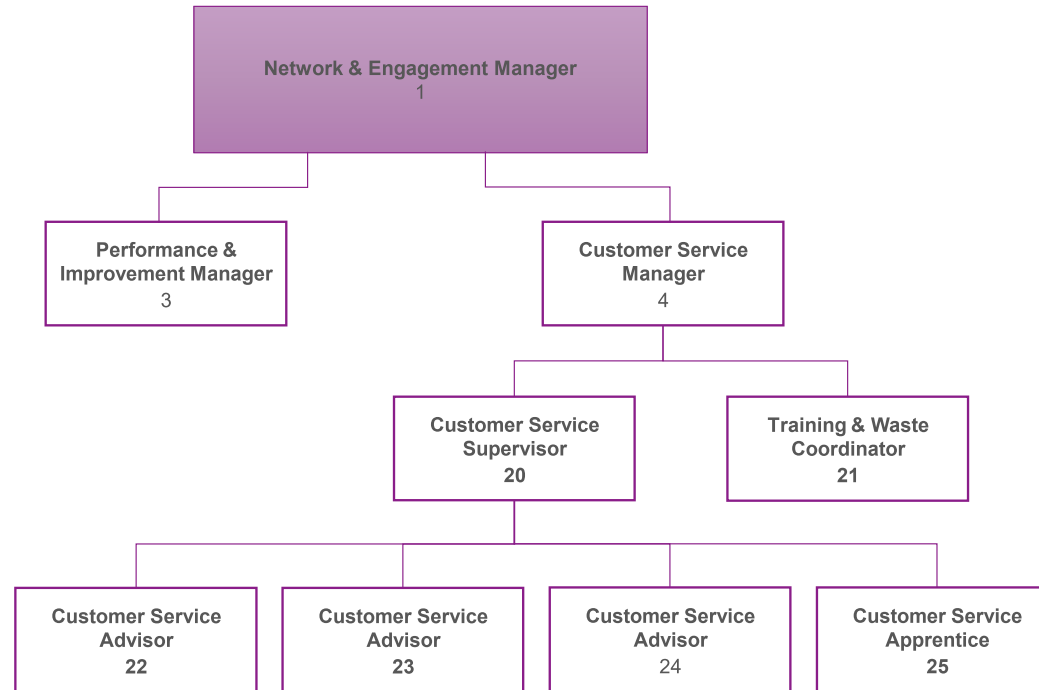 Network & Engagement Manager
1
Performance &
Improvement Manager
3
Customer Service
Manager
4
Customer Service
Supervisor
20
Training & Waste
Coordinator
21
Customer Service
Advisor
22
Customer Service
Advisor
23
Customer Service
Advisor
24
Customer Service
Apprentice
25